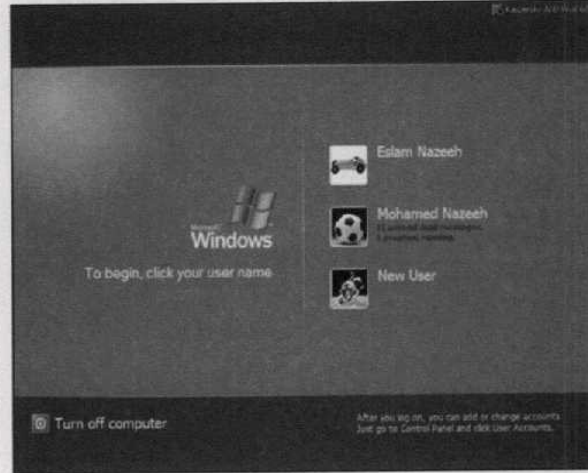 Microsoft
Windows
To begin, click your user name
Eslam Nazeeh
Mohamed Nazeeh
New User
Turn off computer
After you log on, you can add or change accounts.
Just go to Control Panel and click User Accounts.